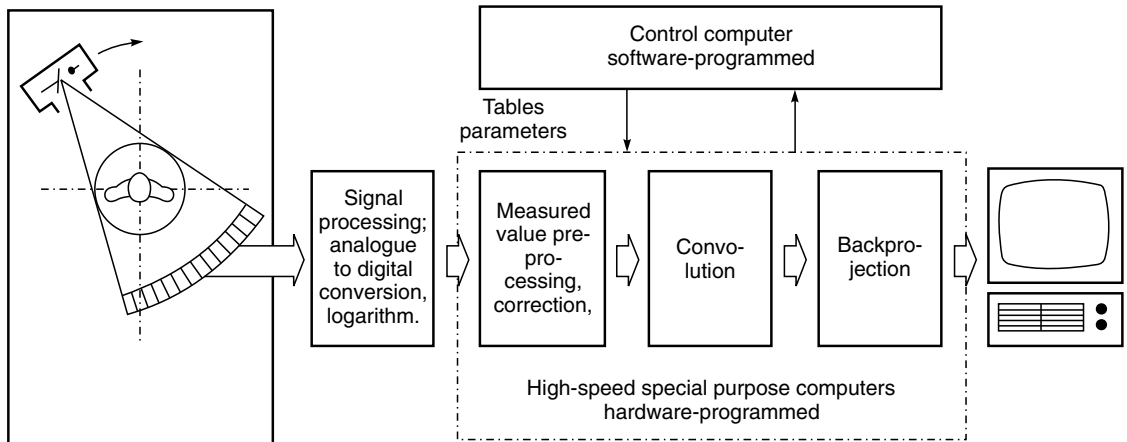 Control computer
software-programmed
Tables
parameters
Signal
processing;
analogue
to digital
conversion,
logarithm.
Measured
value pre-
pro-
cessing,
correction,
Convo-
lution
Backpro-
jection
High-speed special purpose computers
hardware-programmed